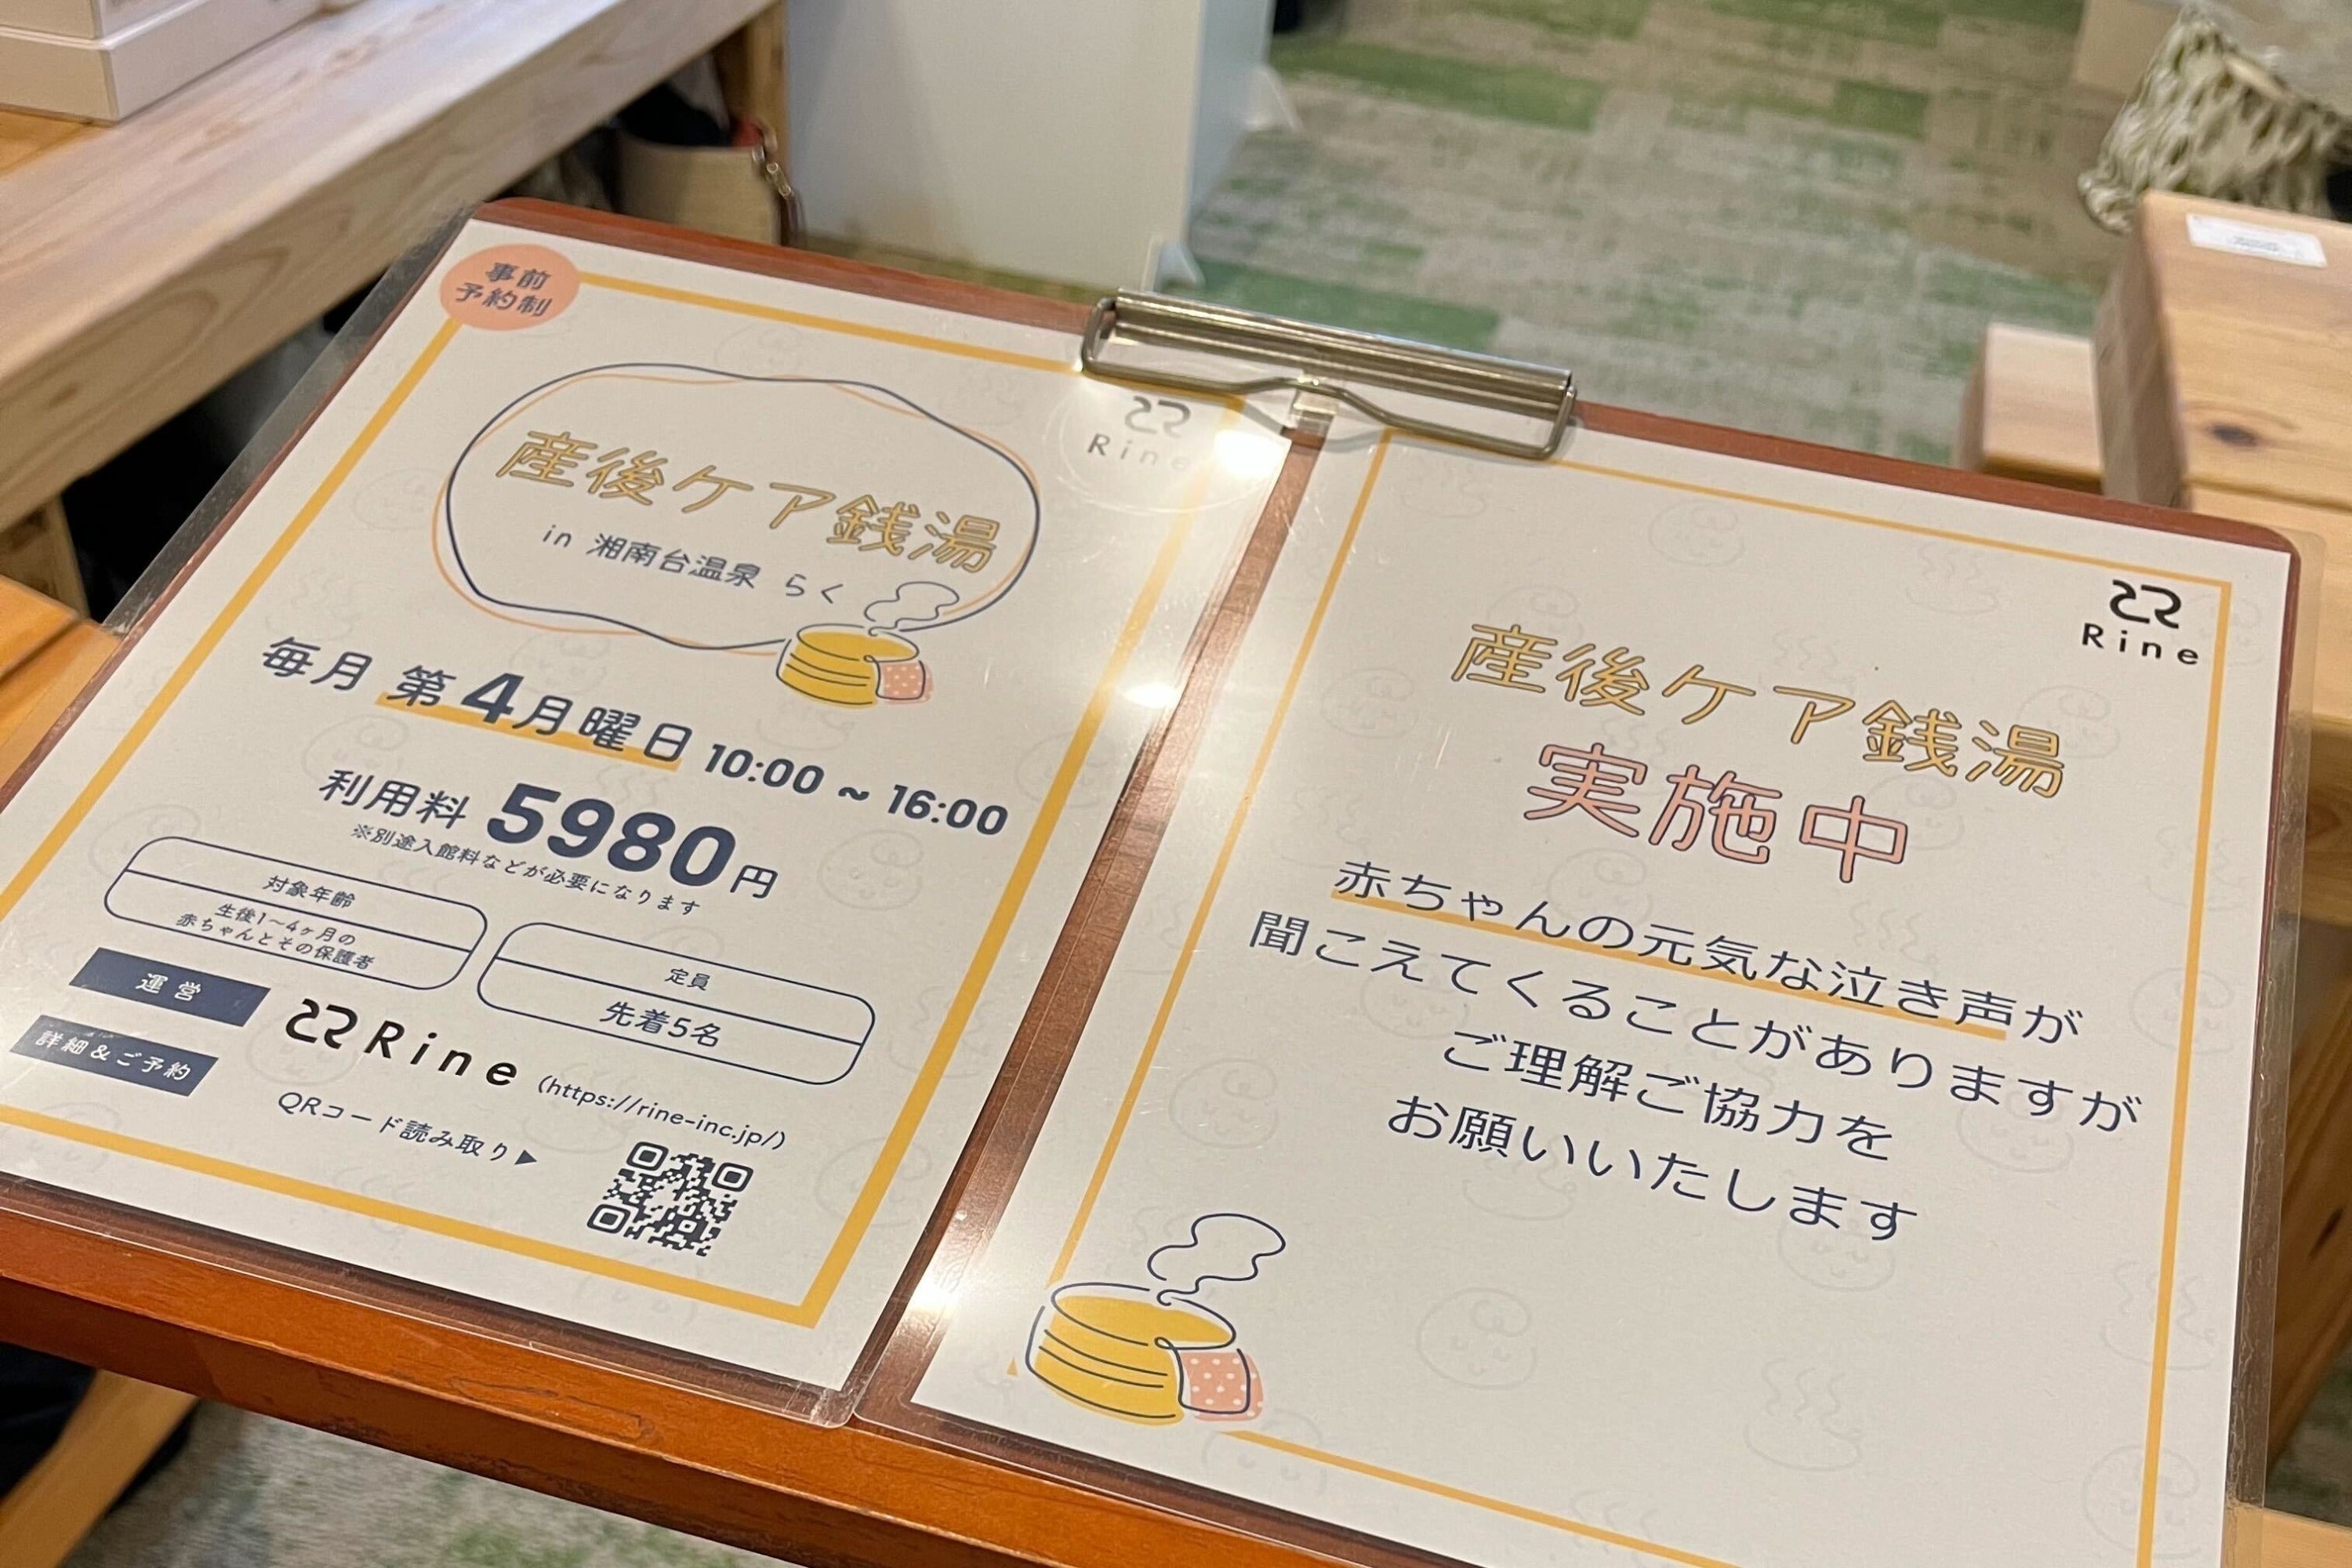 事前
予約制
Rine
産後ケア銭湯
in 湘南台温泉 らく
毎月 第4月曜日 10:00 ~ 16:00
利用料 5980円
※別途入館料などが必要になります
対象年齢
生後1〜4ヶ月の
赤ちゃんとその保護者
定員
先着5名
運営
Rine (https://rine-inc.jp/)
詳細&ご予約
QRコード読み取り▶
Rine
産後ケア銭湯
実施中
赤ちゃんの元気な泣き声が
聞こえてくることがありますが
ご理解ご協力を
お願いいたします